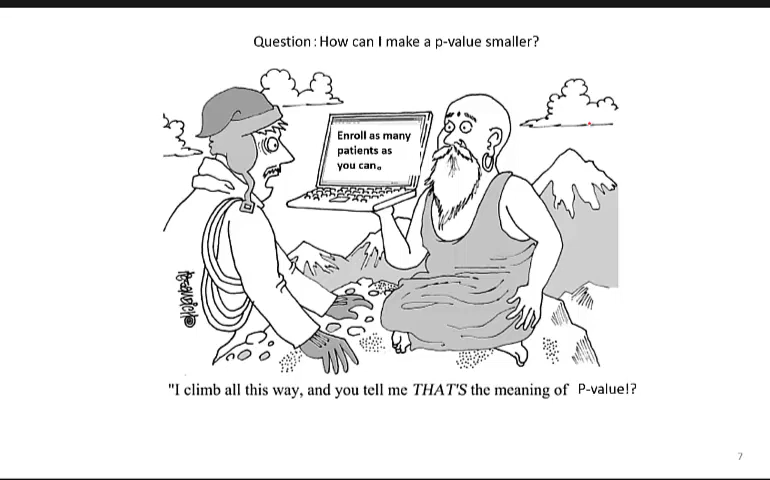 Question : How can I make a p-value smaller?
Enroll as many
patients as
you can。
"I climb all this way, and you tell me THAT'S the meaning of P-value!?
7